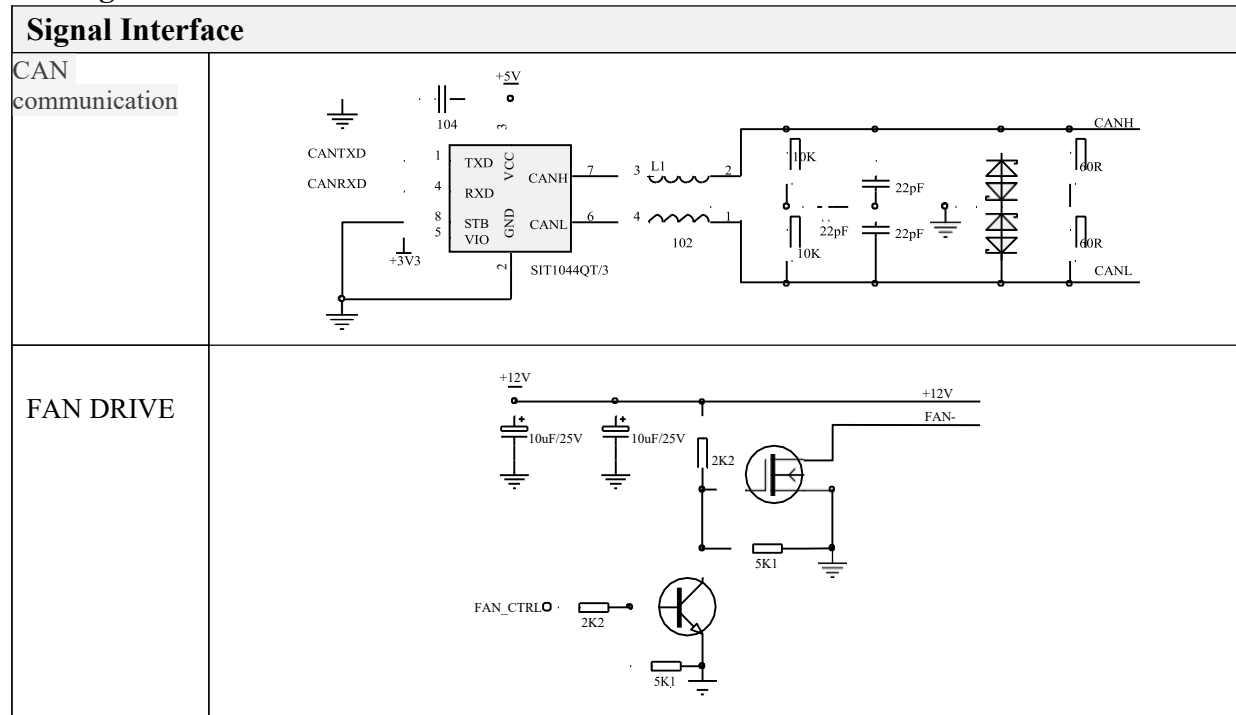 Signal Interface
CAN
communication
+5V
104
3
CANTXD
CANRXD
1
4
8
5
TXD
RXD
STB
VIO
VCC
GND
CANH
CANL
7
6
2
+3V3
SIT1044QT/3
3
L1
2
4
1
102
10K
10K
22pF
22pF
22pF
60R
60R
CANH
CANL
FAN DRIVE
+12V
+12V
FAN-
10uF/25V
10uF/25V
2K2
5K1
FAN_CTRL
2K2
5K1